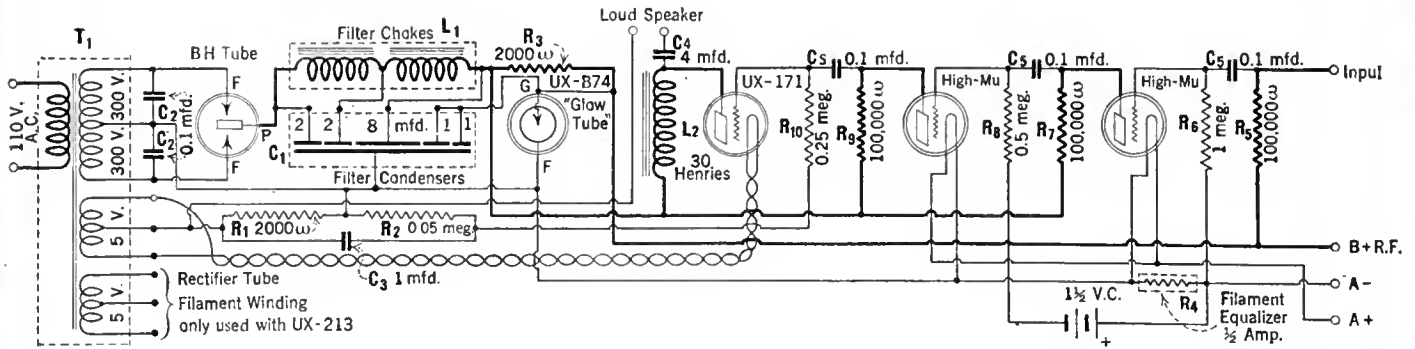 T1
110 V.
A.C.
300 V.
300 V.
5 V.
5 V.
C2
0.1 mfd.
C2
BH Tube
F
F
P
Filter Chokes L1
2 2 8 mfd. 1 1
C1
Filter Condensers
R3
2000 ω
UX-874
G
"Glow
Tube"
F
R1 2000 ω
R2 0.05 meg.
C3 1 mfd.
Rectifier Tube
Filament Winding
only used with UX-213
Loud Speaker
C4
4 mfd.
L2
30
Henries
UX-171
C5 0.1 mfd.
R10
0.25 meg.
R9
100,000 ω
High-Mu
C5 0.1 mfd.
R8
0.5 meg.
R7
100,000 ω
High-Mu
C5 0.1 mfd.
R6
1 meg.
R5
100,000 ω
Input
B+ R.F.
A-
A+
1½ V.C.
+
R4
Filament
Equalizer
½ Amp.